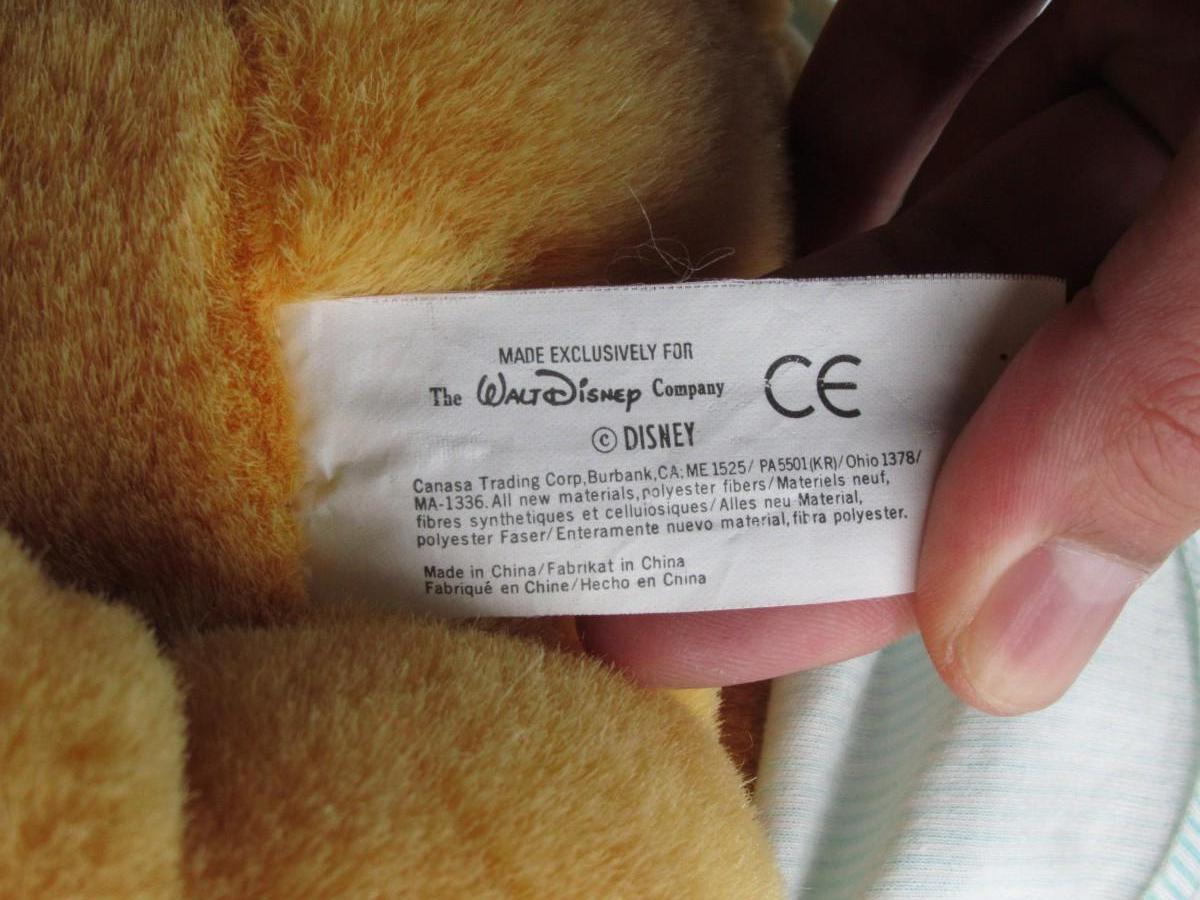 MADE EXCLUSIVELY FOR
The WALT DISNEY Company
CE
© DISNEY
Canasa Trading Corp,Burbank,CA; ME 1525/ PA5501(KR)/Ohio 1378/
MA-1336. All new materials,polyester fibers/Materiels neuf,
fibres synthetiques et celluiosiques/Alles neu Material,
polyester Faser/Enteramente nuevo material,fibra polyester.
Made in China/Fabrikat in China
Fabriqué en Chine/Hecho en China